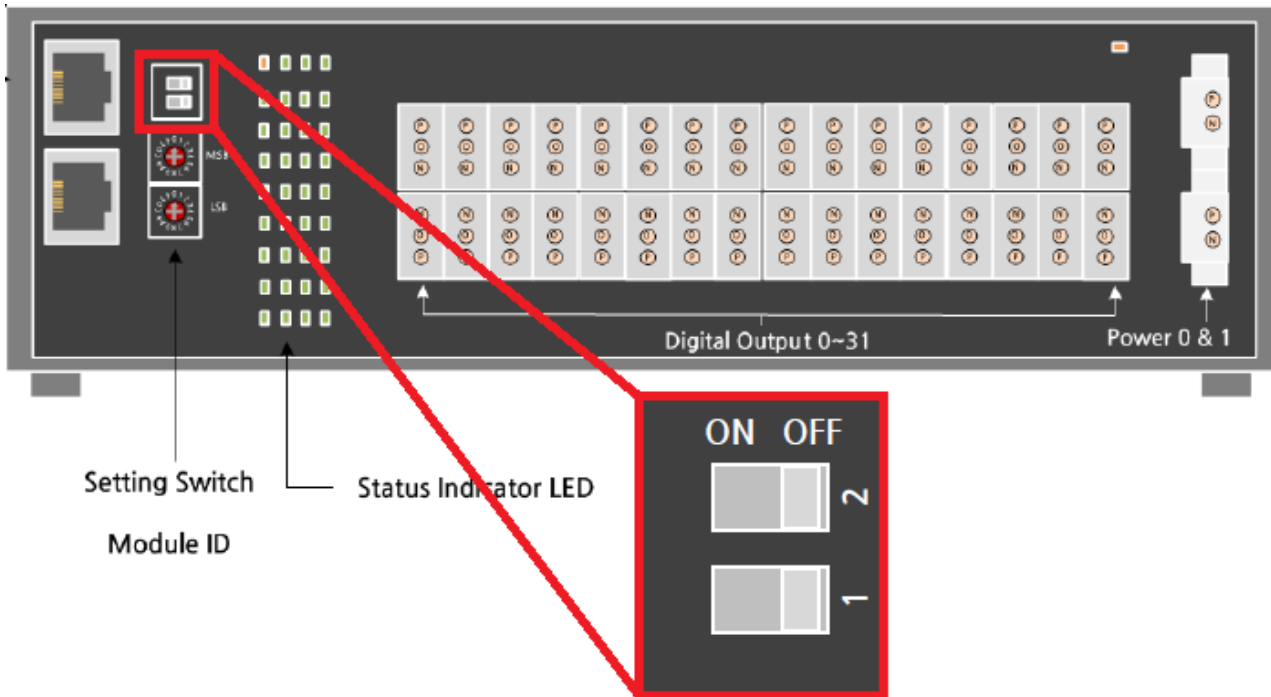 MSB
LSB
P P P P P P P P P P P P P P P P
O O O O O O O O O O O O O O O O
N N N N N N N N N N N N N N N N
N N N N N N N N N N N N N N N N
O O O O O O O O O O O O O O O O
P P P P P P P P P P P P P P P P
P
N
P
N
Digital Output 0~31
Power 0 & 1
Setting Switch
Module ID
Status Indicator LED
ON OFF
2
1